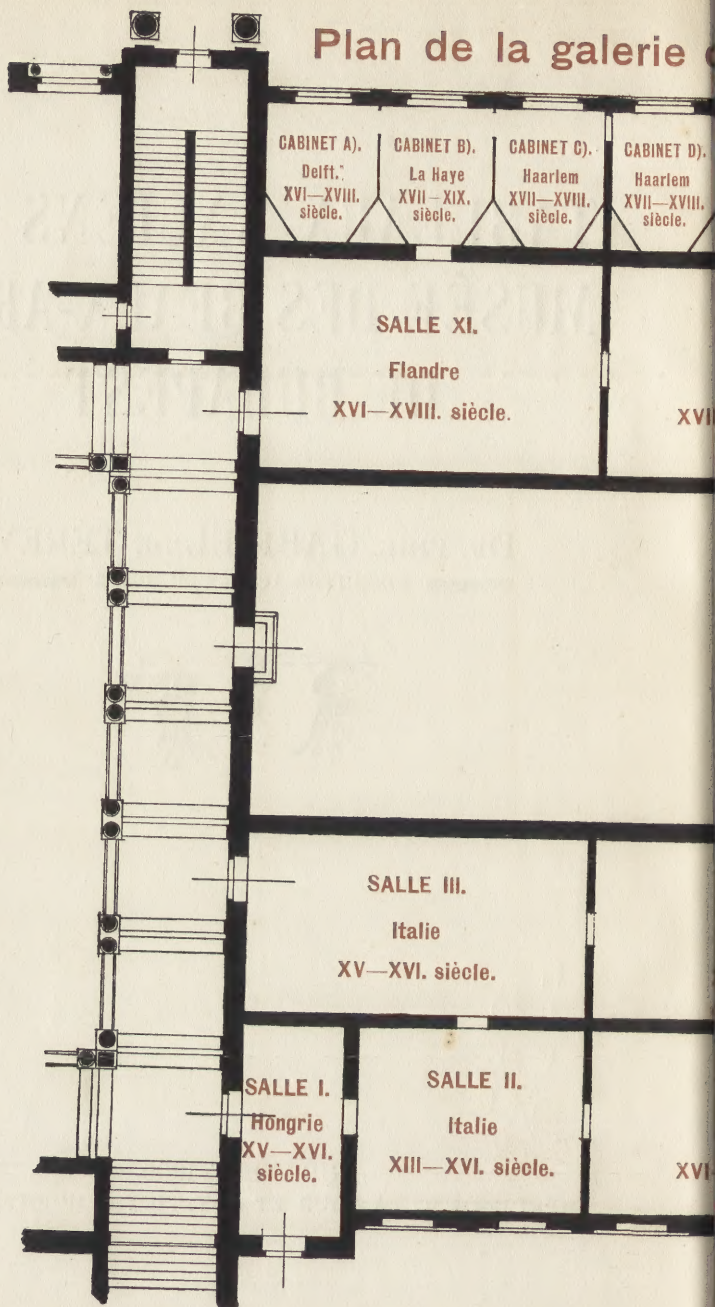 Plan de la galerie
CABINET A).
Delft.
XVI—XVIII.
siècle.
CABINET B).
La Haye
XVII—XIX.
siècle.
CABINET C).
Haarlem
XVII—XVIII.
siècle.
CABINET D).
Haarlem
XVII—XVIII.
siècle.
SALLE XI.
Flandre
XVI—XVIII. siècle.
XVII
SALLE III.
Italie
XV—XVI. siècle.
SALLE I.
Hongrie
XV—XVI.
siècle.
SALLE II.
Italie
XIII—XVI. siècle.
XVI